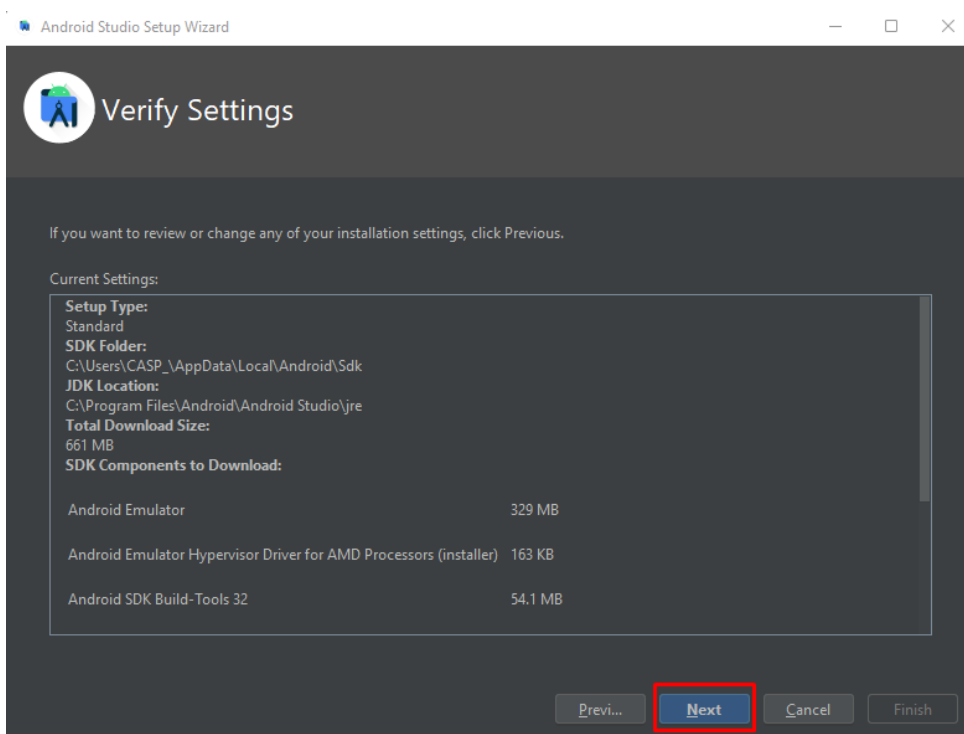 Android Studio Setup Wizard
Verify Settings
If you want to review or change any of your installation settings, click Previous.
Current Settings:
Setup Type:
Standard
SDK Folder:
C:\Users\CASP_\AppData\Local\Android\Sdk
JDK Location:
C:\Program Files\Android\Android Studio\jre
Total Download Size:
661 MB
SDK Components to Download:
Android Emulator 329 MB
Android Emulator Hypervisor Driver for AMD Processors (installer) 163 KB
Android SDK Build-Tools 32 54.1 MB
Previ... Next Cancel Finish